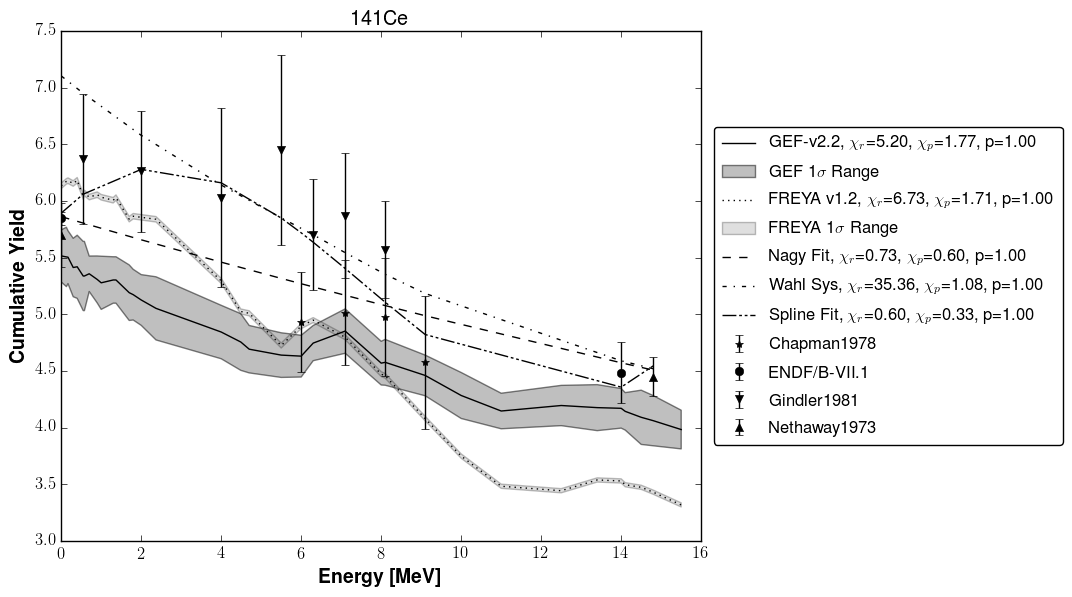 141Ce
Cumulative Yield
7.5
7.0
6.5
6.0
5.5
5.0
4.5
4.0
3.5
3.0
0 2 4 6 8 10 12 14 16
Energy [MeV]
GEF-v2.2, χr=5.20, χp=1.77, p=1.00
GEF 1σ Range
FREYA v1.2, χr=6.73, χp=1.71, p=1.00
FREYA 1σ Range
Nagy Fit, χr=0.73, χp=0.60, p=1.00
Wahl Sys, χr=35.36, χp=1.08, p=1.00
Spline Fit, χr=0.60, χp=0.33, p=1.00
Chapman1978
ENDF/B-VII.1
Gindler1981
Nethaway1973